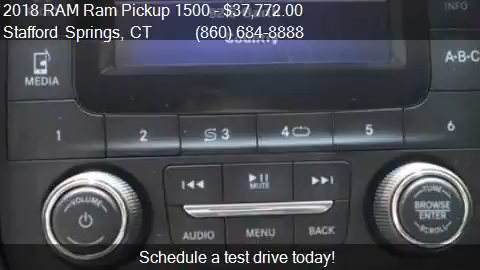 2018 RAM Ram Pickup 1500 - $37,772.00
Stafford Springs, CT (860) 684-8888
INFO
MEDIA
A-B-C
1 2 3 4 5 6
VOLUME
MUTE
TUNE
BROWSE
ENTER
SCROLL
AUDIO MENU BACK
Schedule a test drive today!